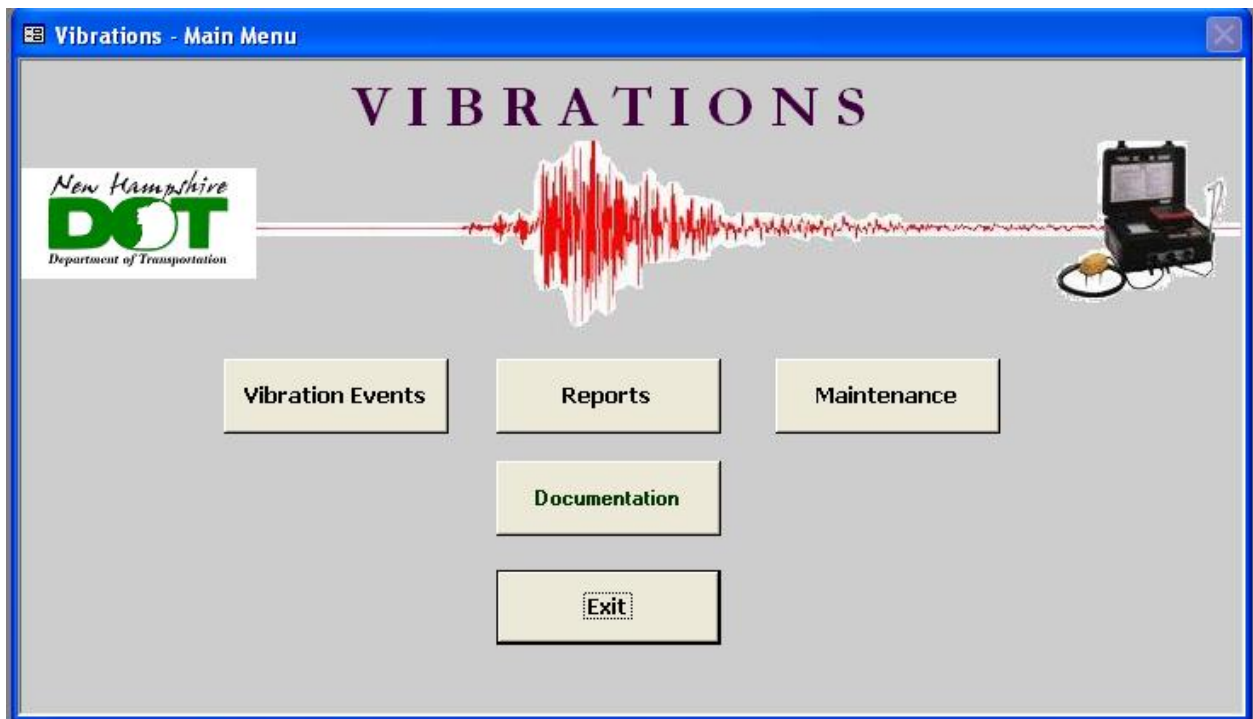 Vibrations - Main Menu
VIBRATIONS
New Hampshire
DOT
Department of Transportation
Vibration Events
Reports
Maintenance
Documentation
Exit